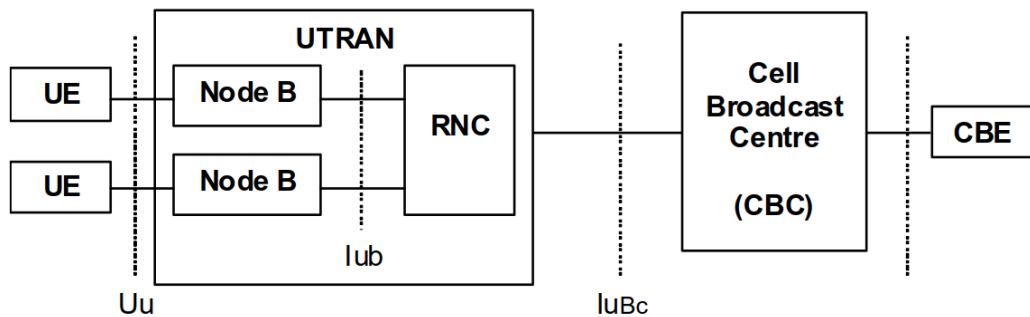 UTRAN
UE
Node B
RNC
UE
Node B
Iub
Uu
IuBc
Cell
Broadcast
Centre
(CBC)
CBE